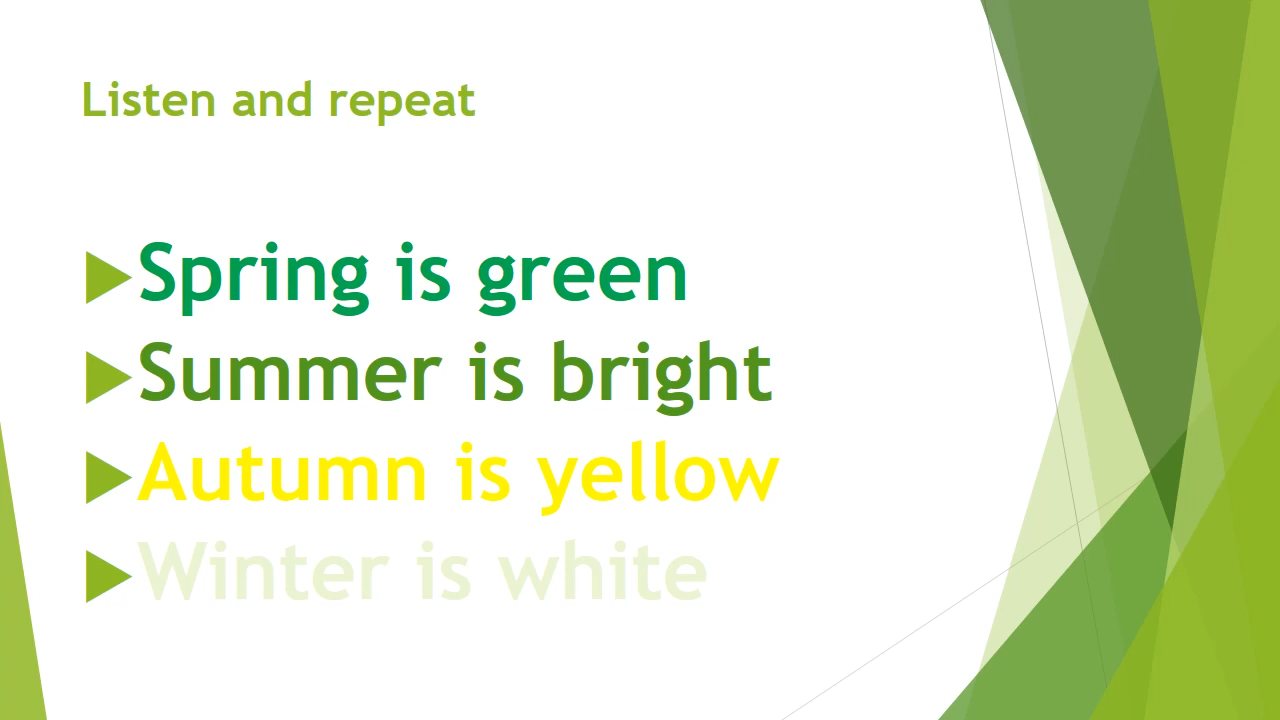 Listen and repeat
Spring is green
Summer is bright
Autumn is yellow
Winter is white